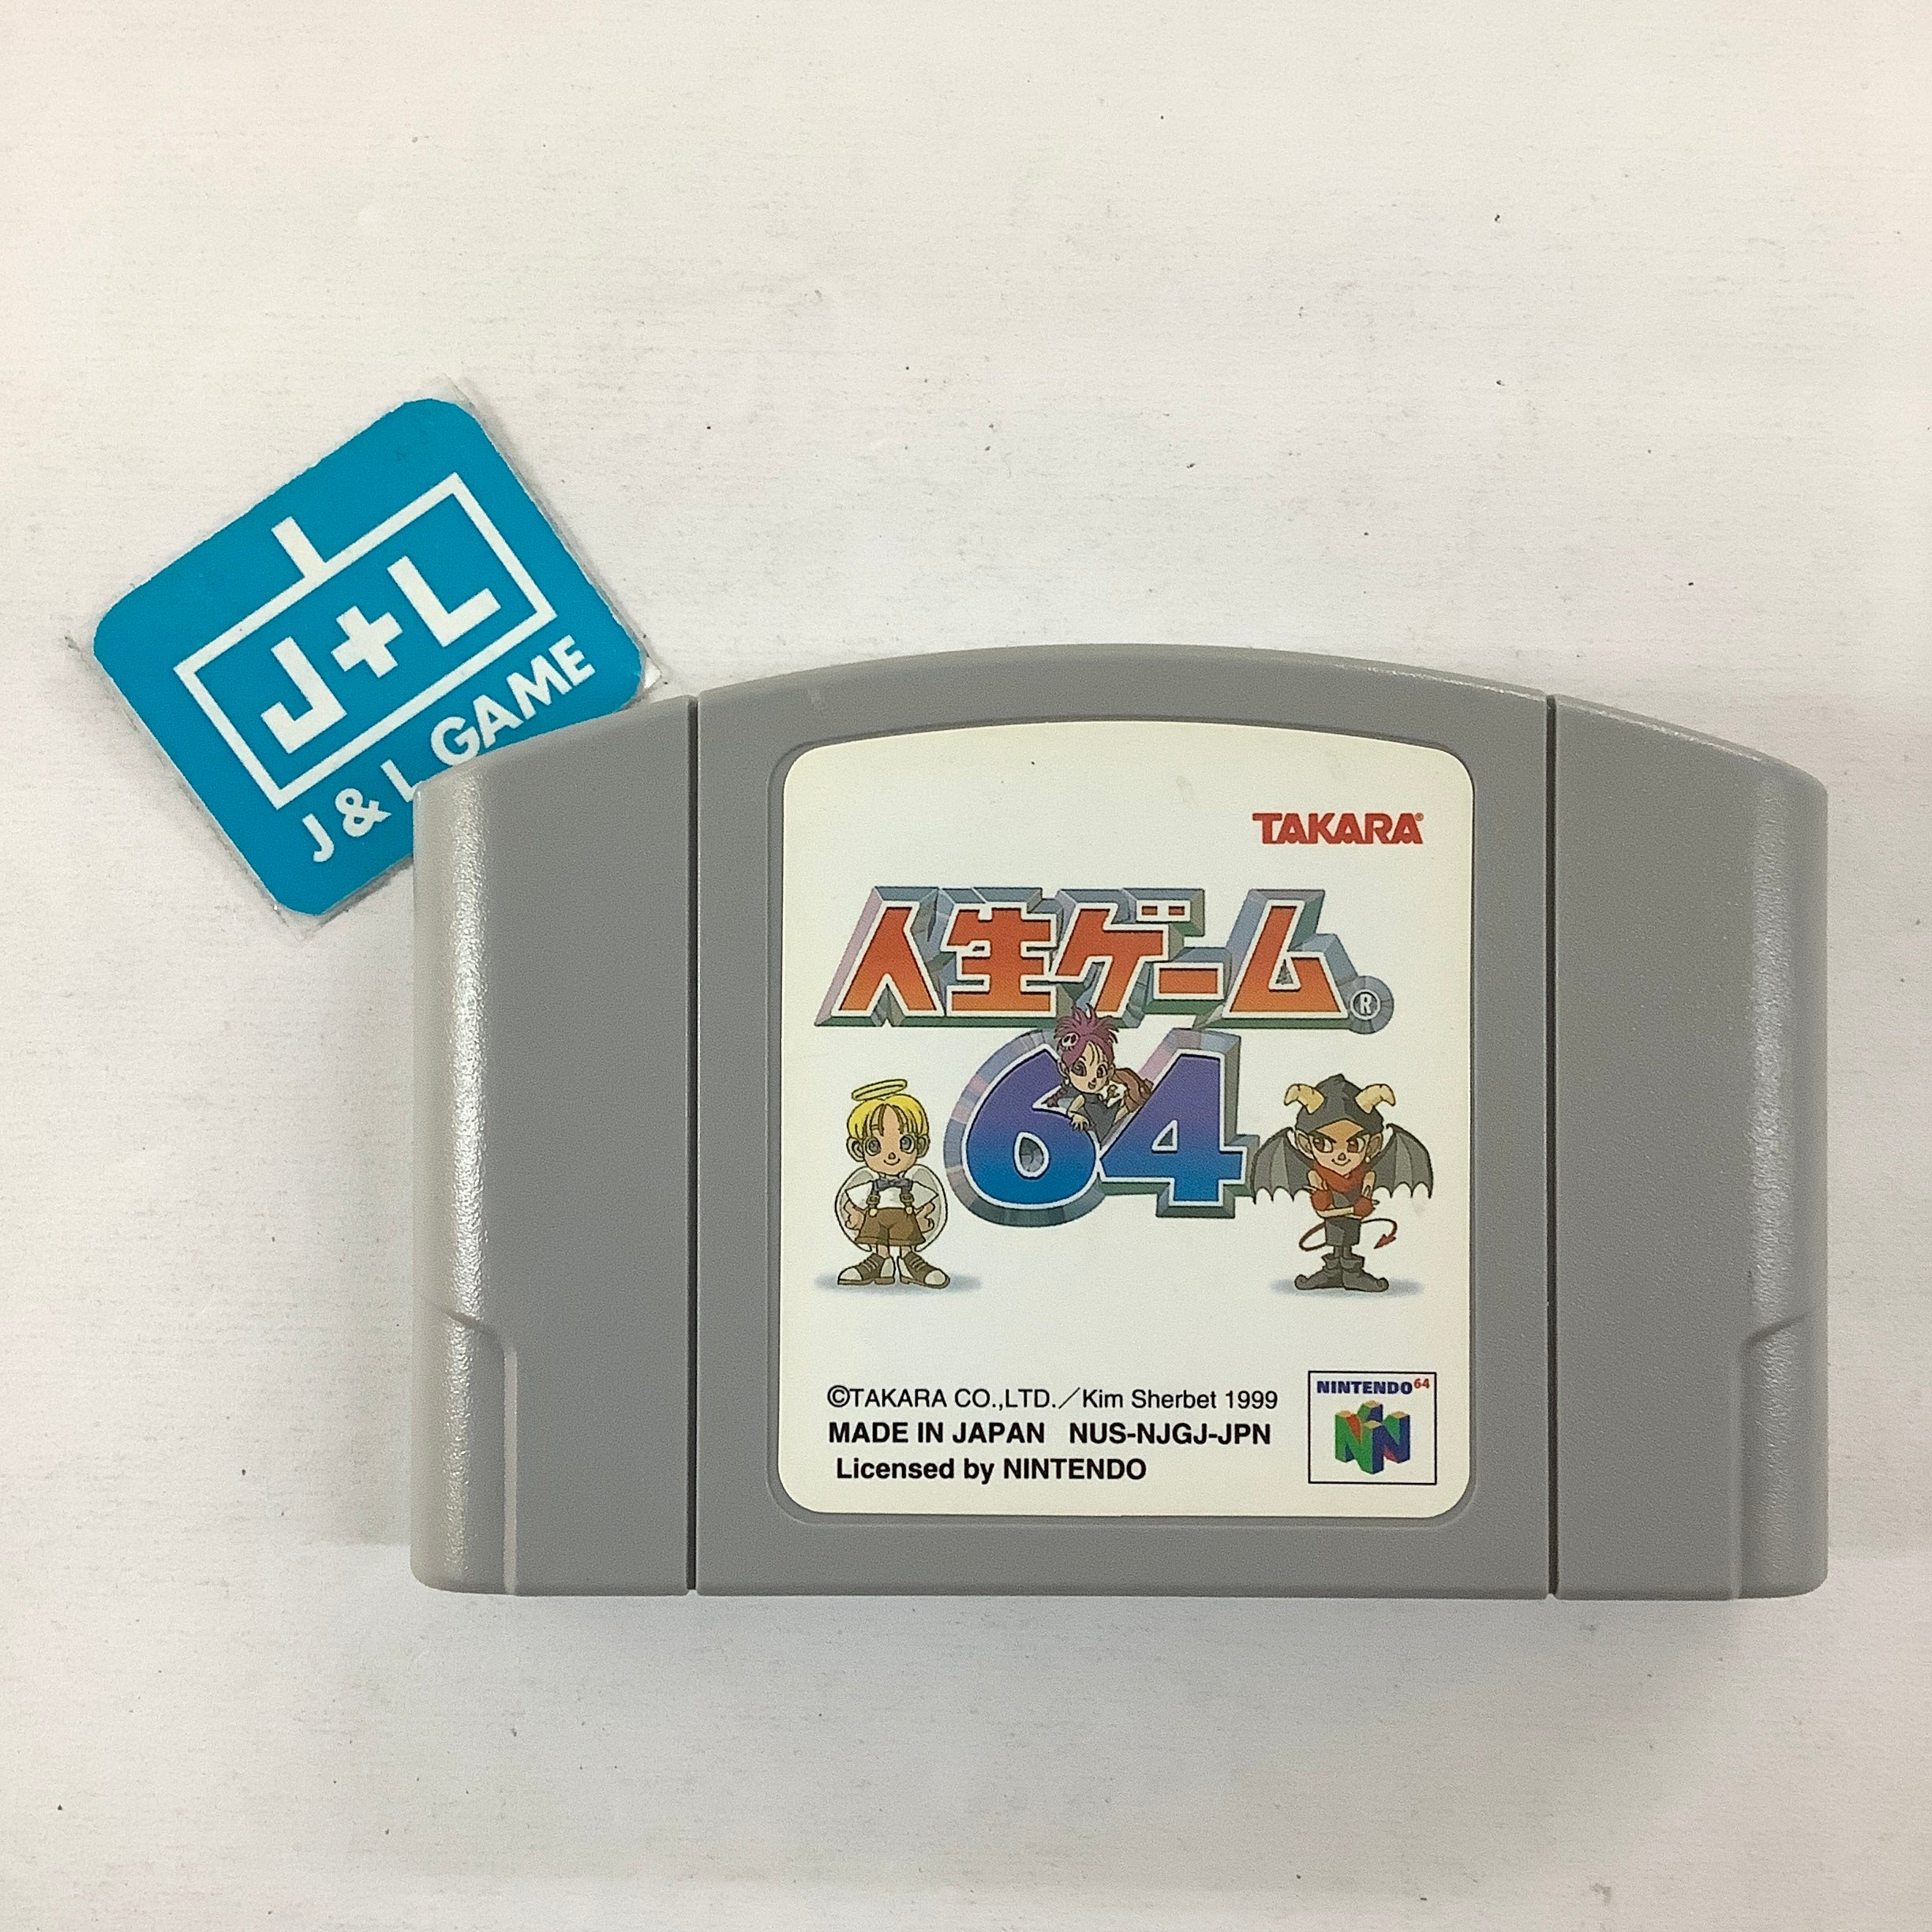 J+L
J & L GAME
TAKARA®
人生ゲーム®
64
©TAKARA CO.,LTD.／Kim Sherbet 1999
MADE IN JAPAN NUS-NJGJ-JPN
Licensed by NINTENDO
NINTENDO64